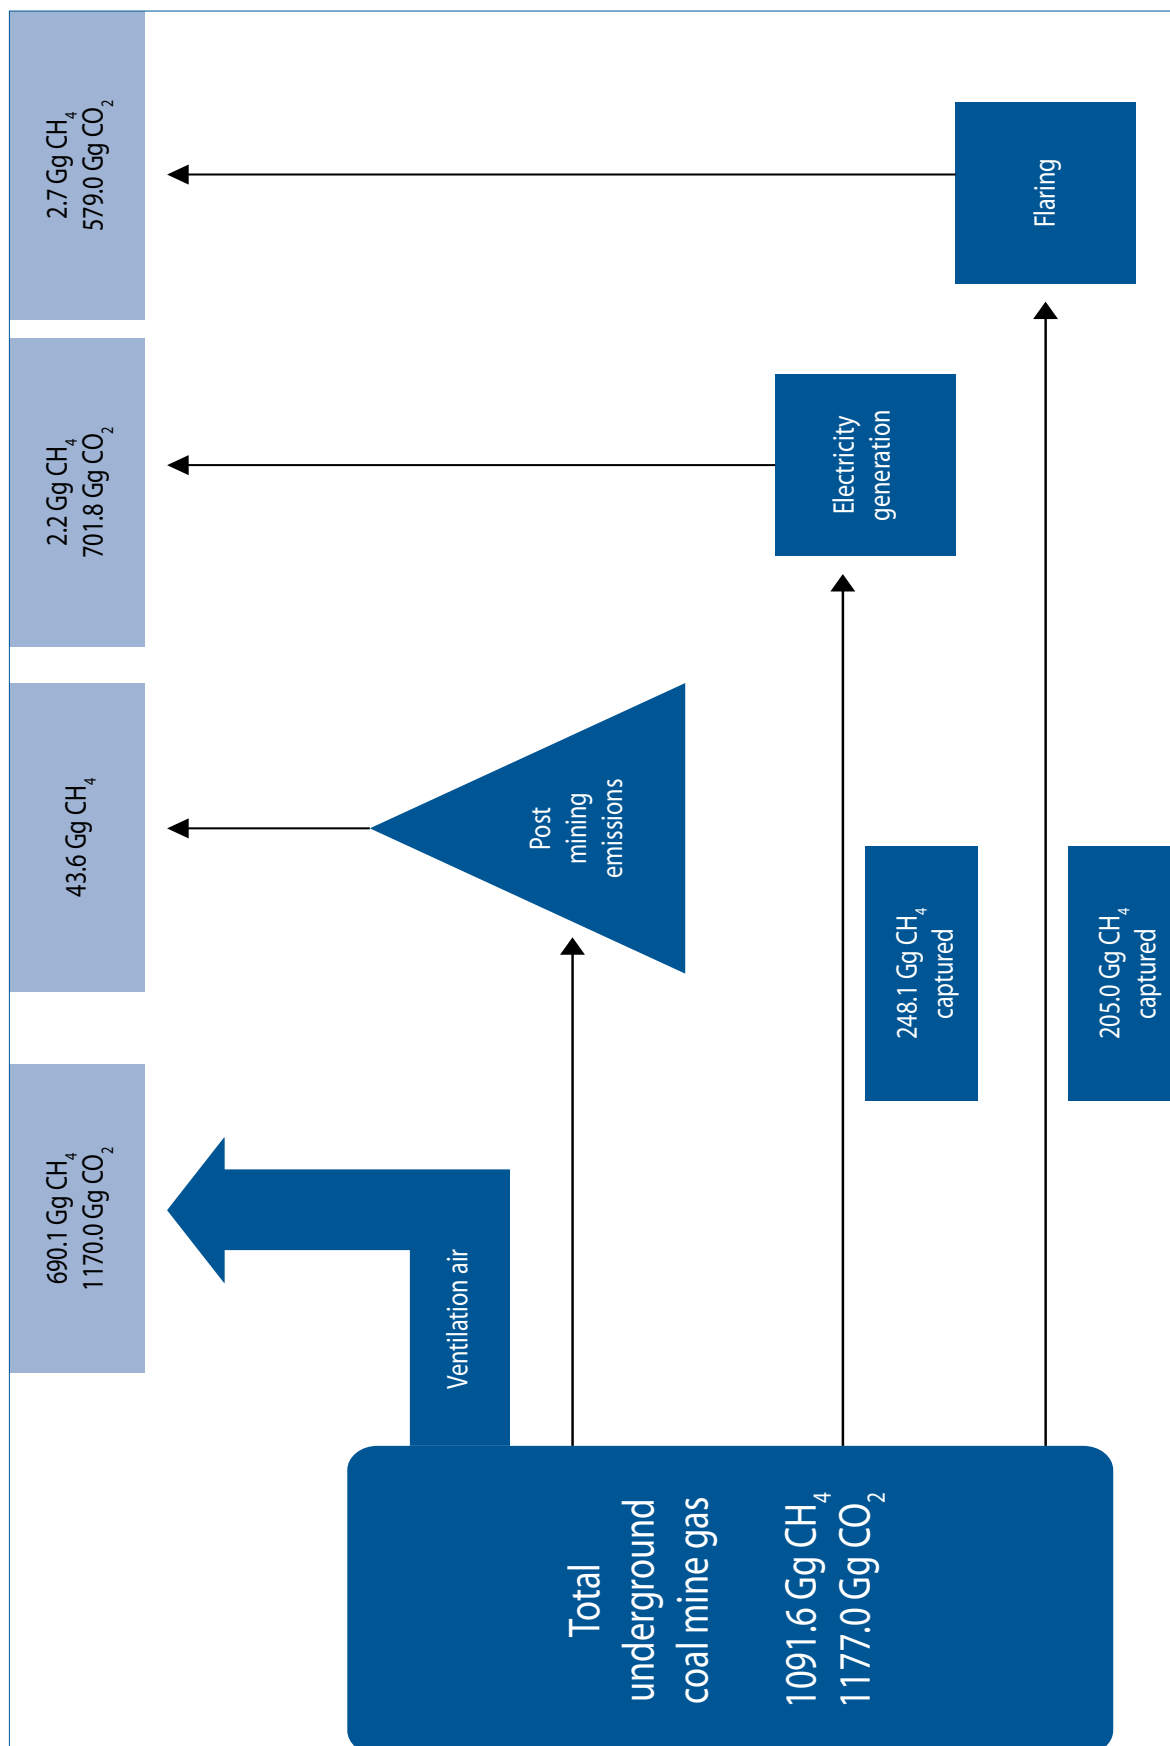 690.1 Gg CH₄
1170.0 Gg CO₂
43.6 Gg CH₄
2.2 Gg CH₄
701.8 Gg CO₂
2.7 Gg CH₄
579.0 Gg CO₂
Ventilation air
Post
mining
emissions
Electricity
generation
Flaring
248.1 Gg CH₄
captured
205.0 Gg CH₄
captured
Total
underground
coal mine gas
1091.6 Gg CH₄
1177.0 Gg CO₂